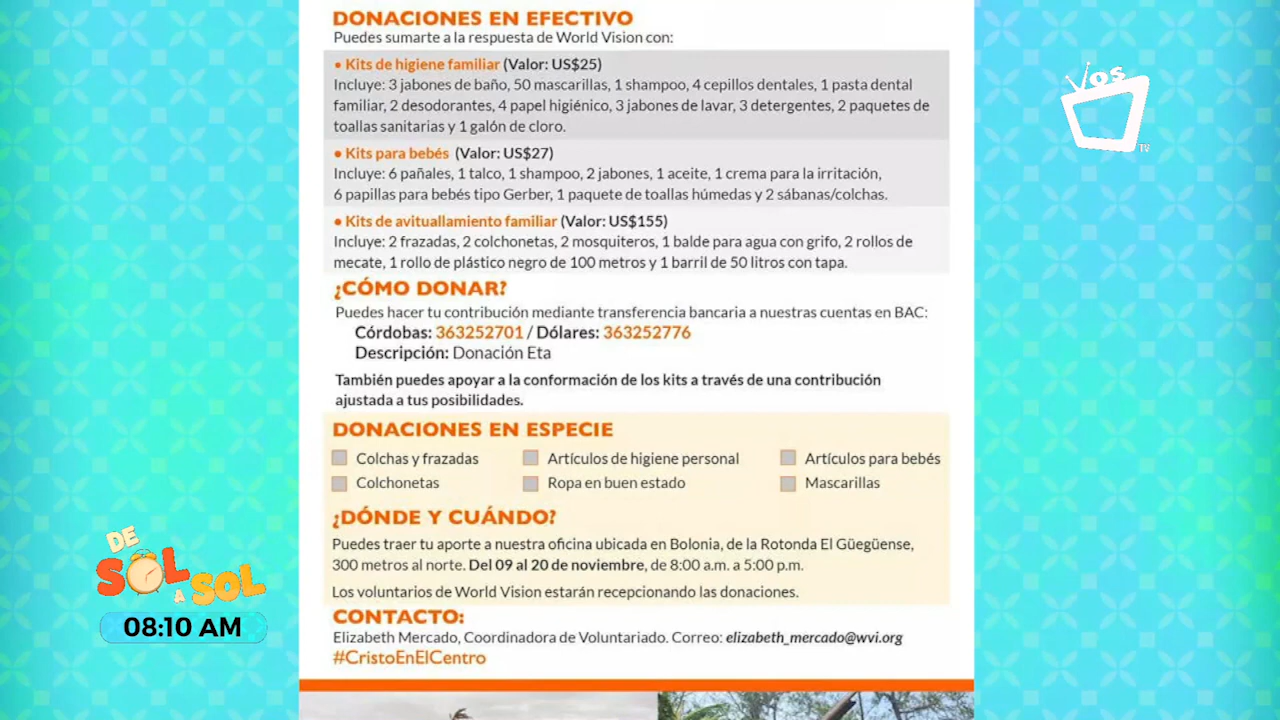 DONACIONES EN EFECTIVO
Puedes sumarte a la respuesta de World Vision con:
• Kits de higiene familiar (Valor: US$25)
Incluye: 3 jabones de baño, 50 mascarillas, 1 shampoo, 4 cepillos dentales, 1 pasta dental
familiar, 2 desodorantes, 4 papel higiénico, 3 jabones de lavar, 3 detergentes, 2 paquetes de
toallas sanitarias y 1 galón de cloro.
• Kits para bebés (Valor: US$27)
Incluye: 6 pañales, 1 talco, 1 shampoo, 2 jabones, 1 aceite, 1 crema para la irritación,
6 papillas para bebés tipo Gerber, 1 paquete de toallas húmedas y 2 sábanas/colchas.
• Kits de avituallamiento familiar (Valor: US$155)
Incluye: 2 frazadas, 2 colchonetas, 2 mosquiteros, 1 balde para agua con grifo, 2 rollos de
mecate, 1 rollo de plástico negro de 100 metros y 1 barril de 50 litros con tapa.
¿CÓMO DONAR?
Puedes hacer tu contribución mediante transferencia bancaria a nuestras cuentas en BAC:
Córdobas: 363252701 / Dólares: 363252776
Descripción: Donación Eta
También puedes apoyar a la conformación de los kits a través de una contribución
ajustada a tus posibilidades.
DONACIONES EN ESPECIE
Colchas y frazadas Artículos de higiene personal Artículos para bebés
Colchonetas Ropa en buen estado Mascarillas
¿DÓNDE Y CUÁNDO?
Puedes traer tu aporte a nuestra oficina ubicada en Bolonia, de la Rotonda El Güegüense,
300 metros al norte. Del 09 al 20 de noviembre, de 8:00 a.m. a 5:00 p.m.
Los voluntarios de World Vision estarán recepcionando las donaciones.
CONTACTO:
Elizabeth Mercado, Coordinadora de Voluntariado. Correo: elizabeth_mercado@wvi.org
#CristoEnElCentro
VOS
TV
DE
SOL
A SOL
08:10 AM